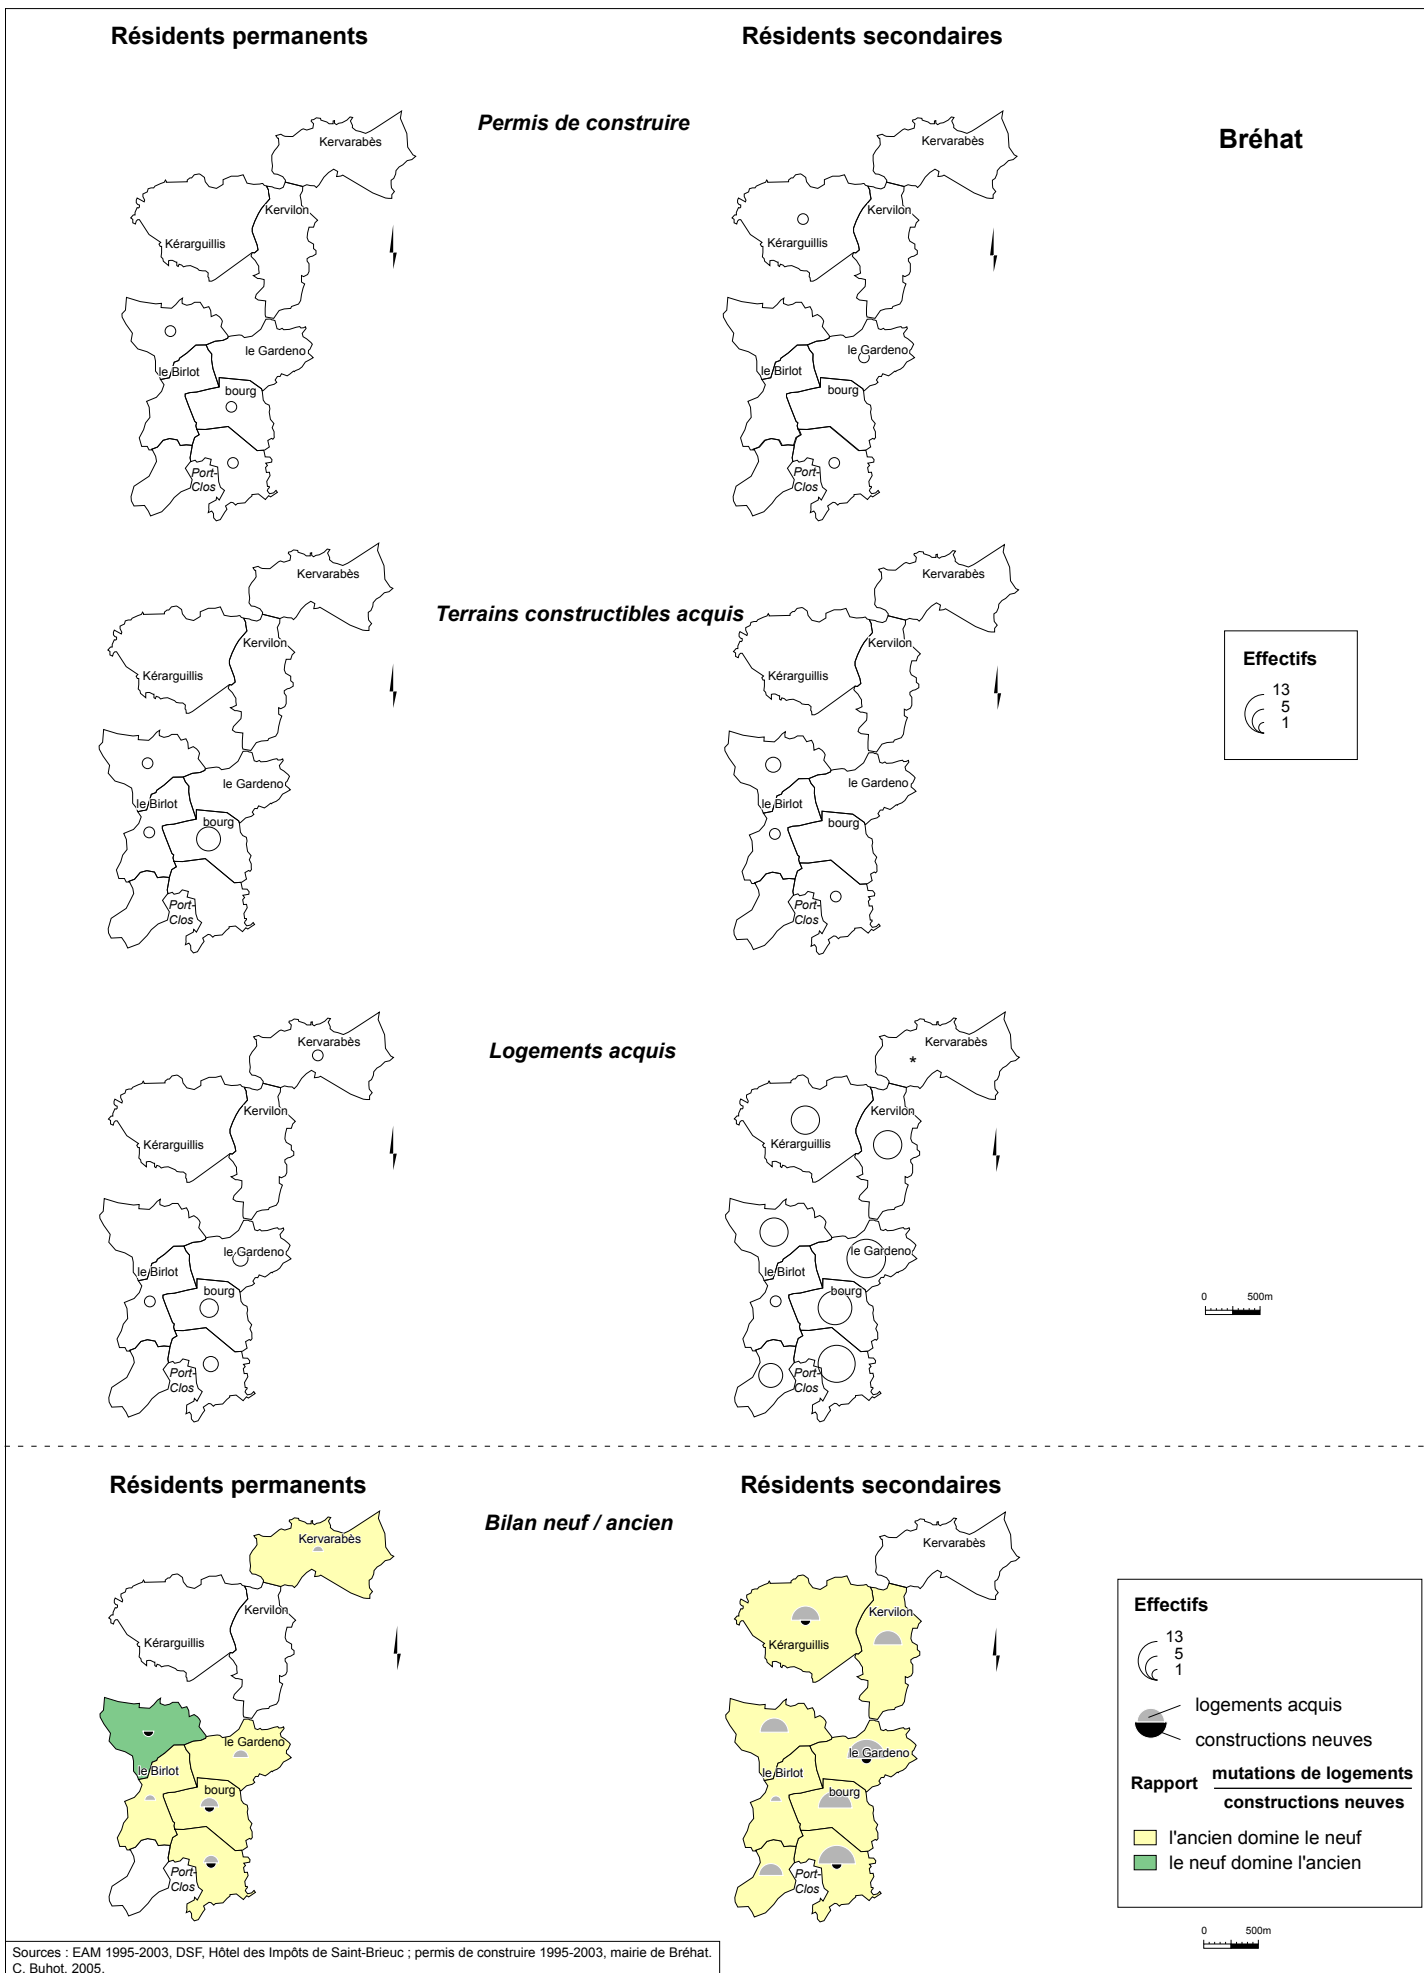 Résidents permanents
Résidents secondaires
Permis de construire
Bréhat
Kervarabès
Kervilon
Kérarguillis
le Gardeno
le Birlot
bourg
Port-
Clos
Kervarabès
Kervilon
Kérarguillis
le Gardeno
le Birlot
bourg
Port-
Clos
Terrains constructibles acquis
Kervarabès
Kervilon
Kérarguillis
le Gardeno
le Birlot
bourg
Port-
Clos
Kervarabès
Kervilon
Kérarguillis
le Gardeno
le Birlot
bourg
Port-
Clos
Effectifs
13
5
1
Logements acquis
Kervarabès
Kervilon
Kérarguillis
le Gardeno
le Birlot
bourg
Port-
Clos
Kervarabès
*
Kervilon
Kérarguillis
le Gardeno
le Birlot
bourg
Port-
Clos
0 500m
Résidents permanents
Résidents secondaires
Bilan neuf / ancien
Kervarabès
Kervilon
Kérarguillis
le Gardeno
le Birlot
bourg
Port-
Clos
Kervarabès
Kervilon
Kérarguillis
le Gardeno
le Birlot
bourg
Port-
Clos
Effectifs
13
5
1
logements acquis
constructions neuves
Rapport mutations de logements
constructions neuves
l'ancien domine le neuf
le neuf domine l'ancien
0 500m
Sources : EAM 1995-2003, DSF, Hôtel des Impôts de Saint-Brieuc ; permis de construire 1995-2003, mairie de Bréhat.
C. Buhot, 2005.